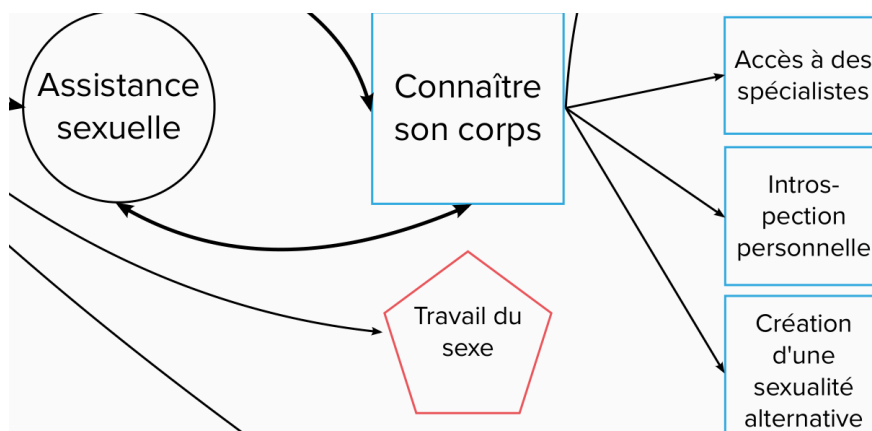 Assistance
sexuelle
Connaître
son corps
Accès à des
spécialistes
Intros-
pection
personnelle
Travail du
sexe
Création
d'une
sexualité
alternative